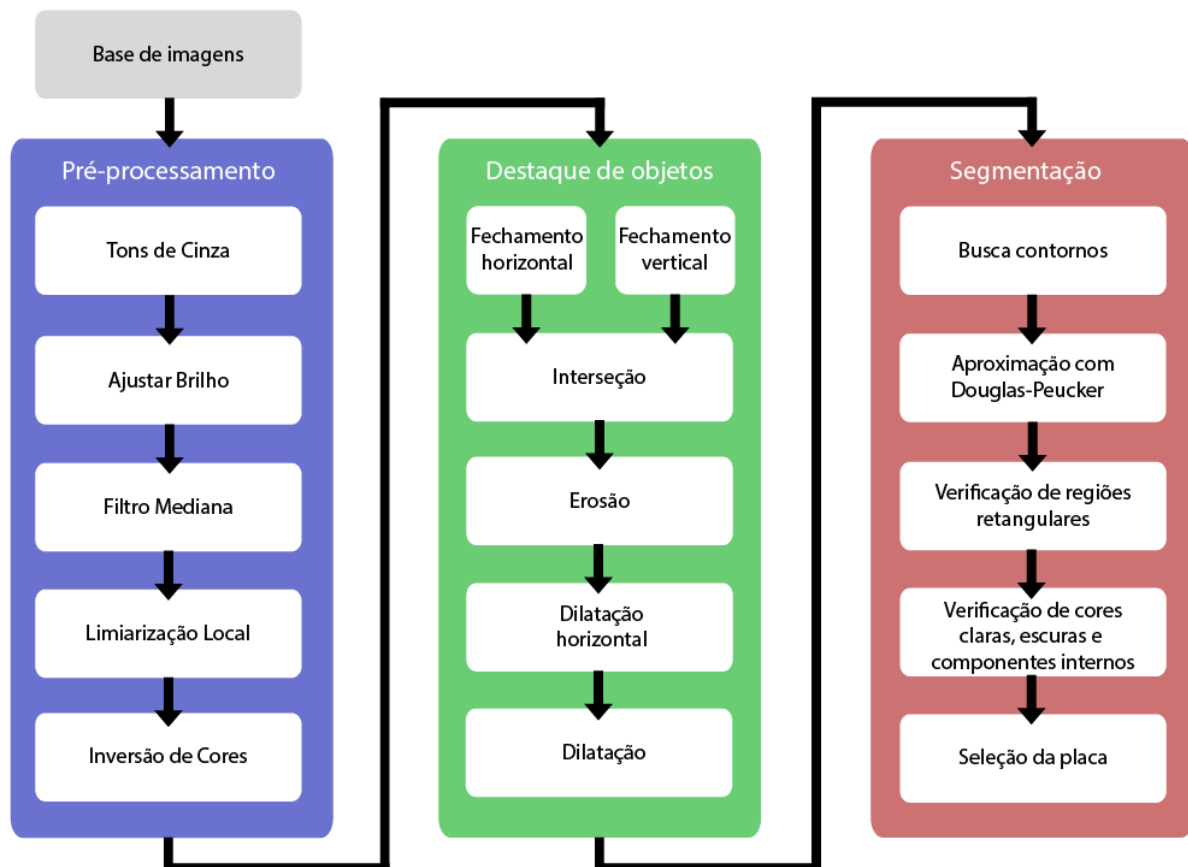 Base de imagens
Pré-processamento
Tons de Cinza
Ajustar Brilho
Filtro Mediana
Limiarização Local
Inversão de Cores
Destaque de objetos
Fechamento
horizontal
Fechamento
vertical
Interseção
Erosão
Dilatação
horizontal
Dilatação
Segmentação
Busca contornos
Aproximação com
Douglas-Peucker
Verificação de regiões
retangulares
Verificação de cores
claras, escuras e
componentes internos
Seleção da placa